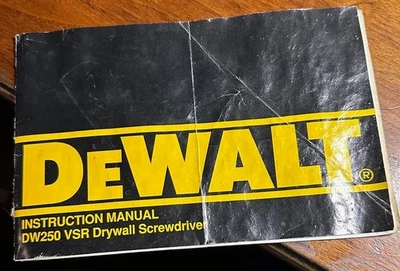 DEWALT®
INSTRUCTION MANUAL
DW250 VSR Drywall Screwdriver